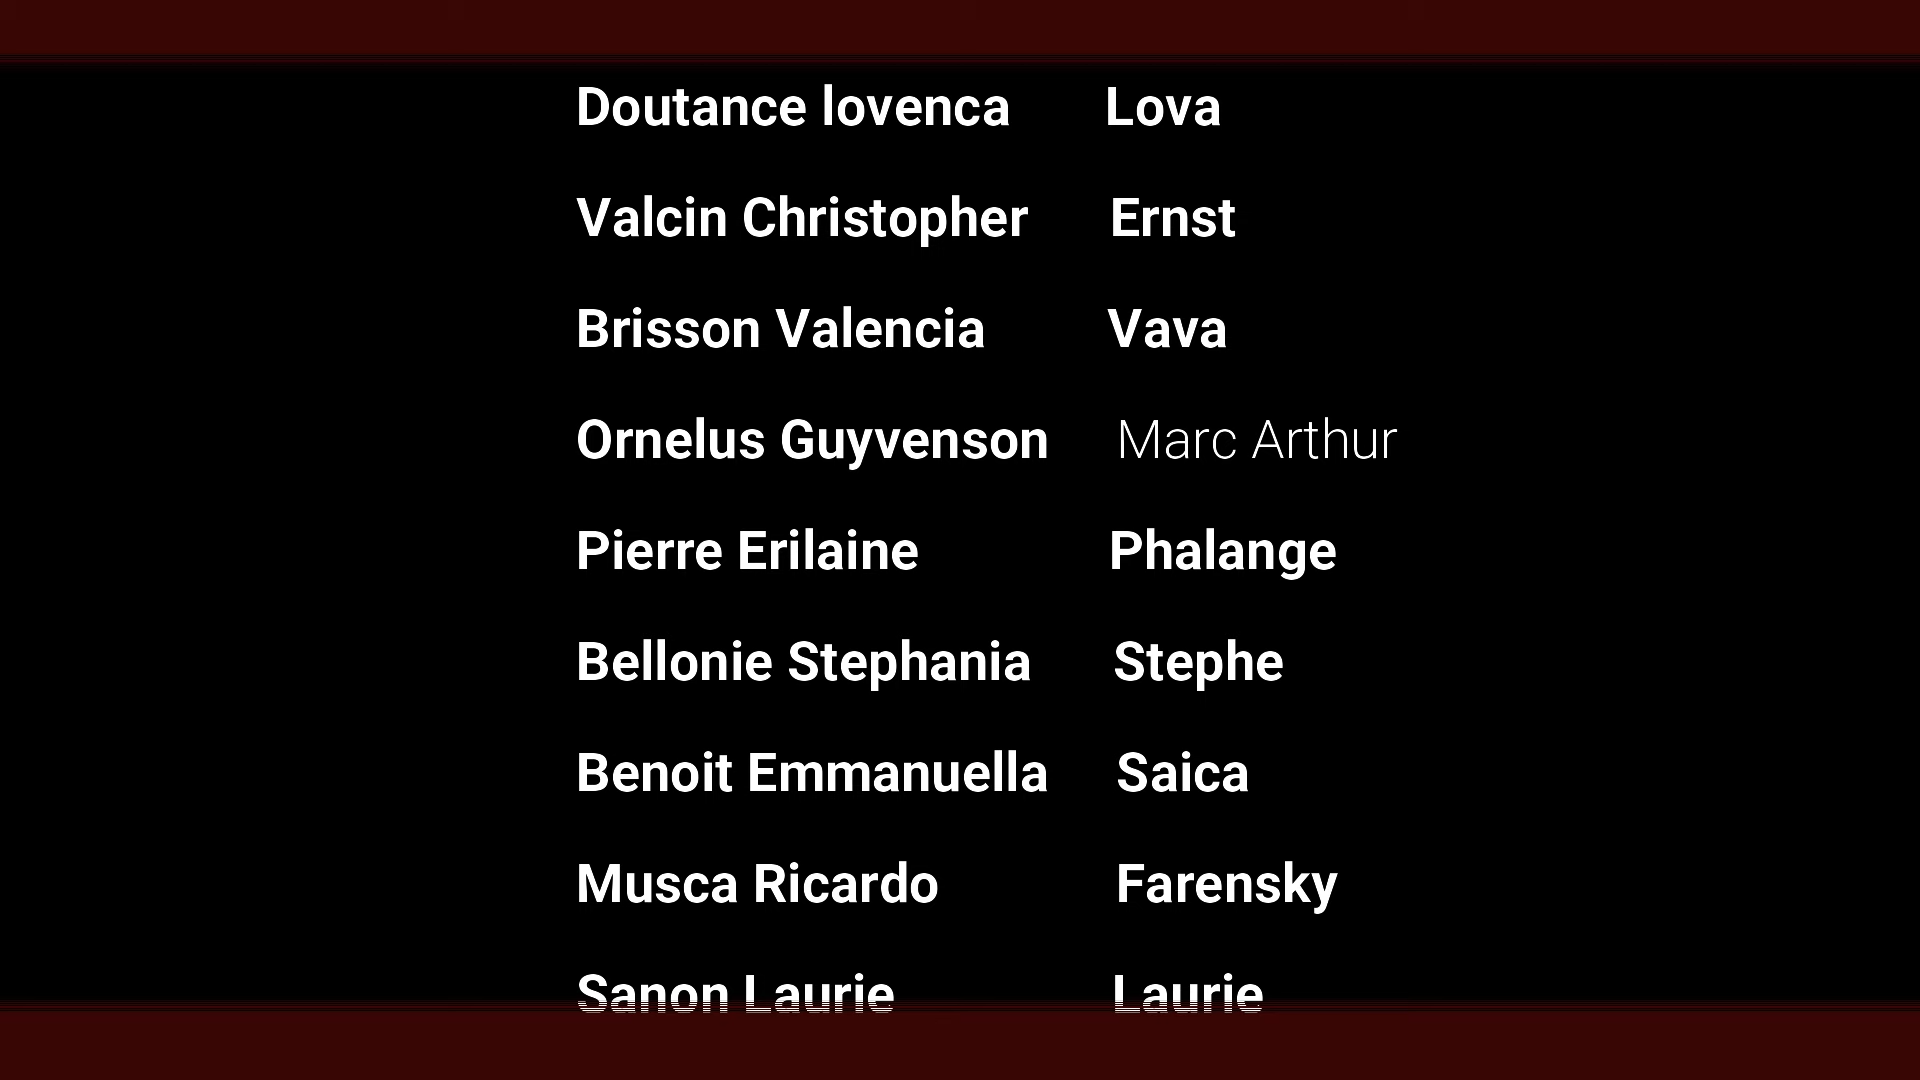 Doutance lovenca Lova
Valcin Christopher Ernst
Brisson Valencia Vava
Ornelus Guyvenson Marc Arthur
Pierre Erilaine Phalange
Bellonie Stephania Stephe
Benoit Emmanuella Saica
Musca Ricardo Farensky
Sanon Laurie Laurie